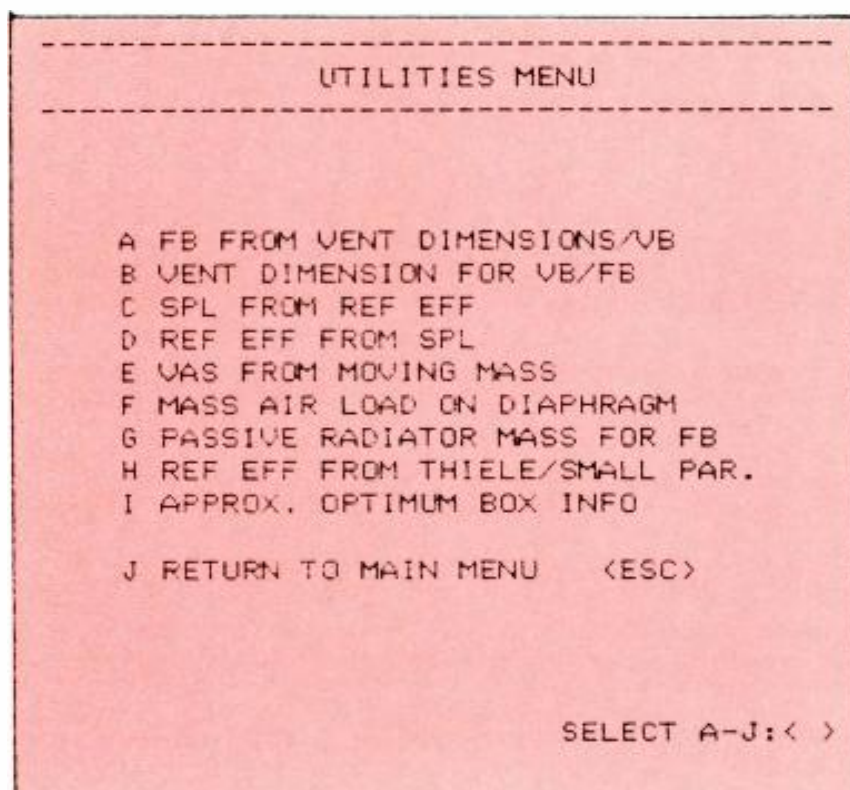 UTILITIES MENU
A FB FROM VENT DIMENSIONS/VB
B VENT DIMENSION FOR VB/FB
C SPL FROM REF EFF
D REF EFF FROM SPL
E VAS FROM MOVING MASS
F MASS AIR LOAD ON DIAPHRAGM
G PASSIVE RADIATOR MASS FOR FB
H REF EFF FROM THIELE/SMALL PAR.
I APPROX. OPTIMUM BOX INFO
J RETURN TO MAIN MENU <ESC>
SELECT A-J:< >